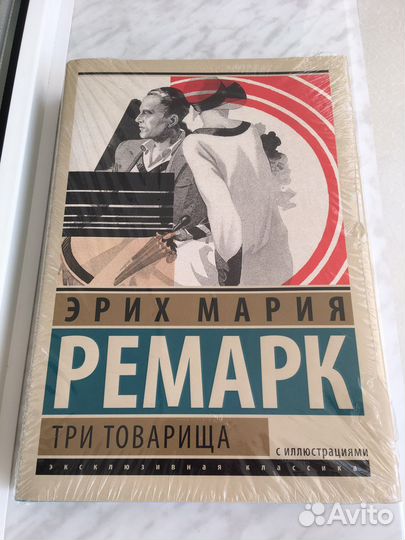 ЭРИХ МАРИЯ
РЕМАРК
ТРИ ТОВАРИЩА
с иллюстрациями
эксклюзивная классика
Avito